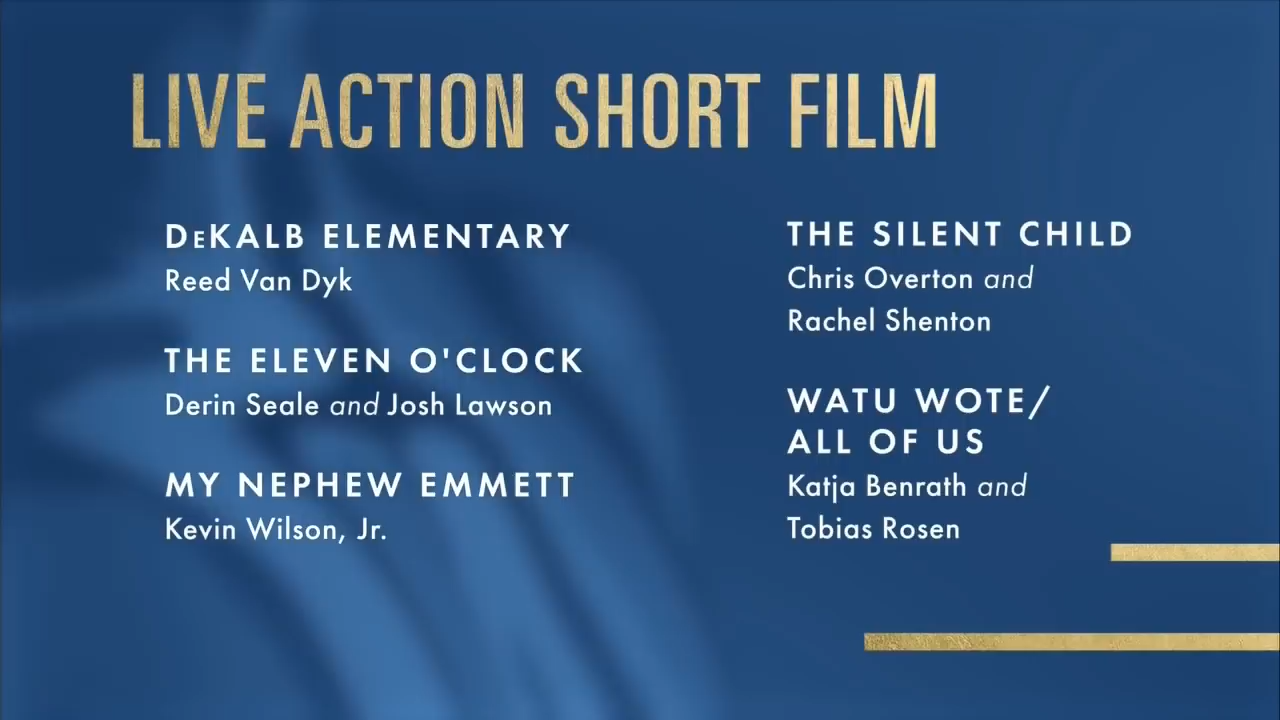 LIVE ACTION SHORT FILM
DeKALB ELEMENTARY
Reed Van Dyk
THE ELEVEN O'CLOCK
Derin Seale and Josh Lawson
MY NEPHEW EMMETT
Kevin Wilson, Jr.
THE SILENT CHILD
Chris Overton and
Rachel Shenton
WATU WOTE/
ALL OF US
Katja Benrath and
Tobias Rosen